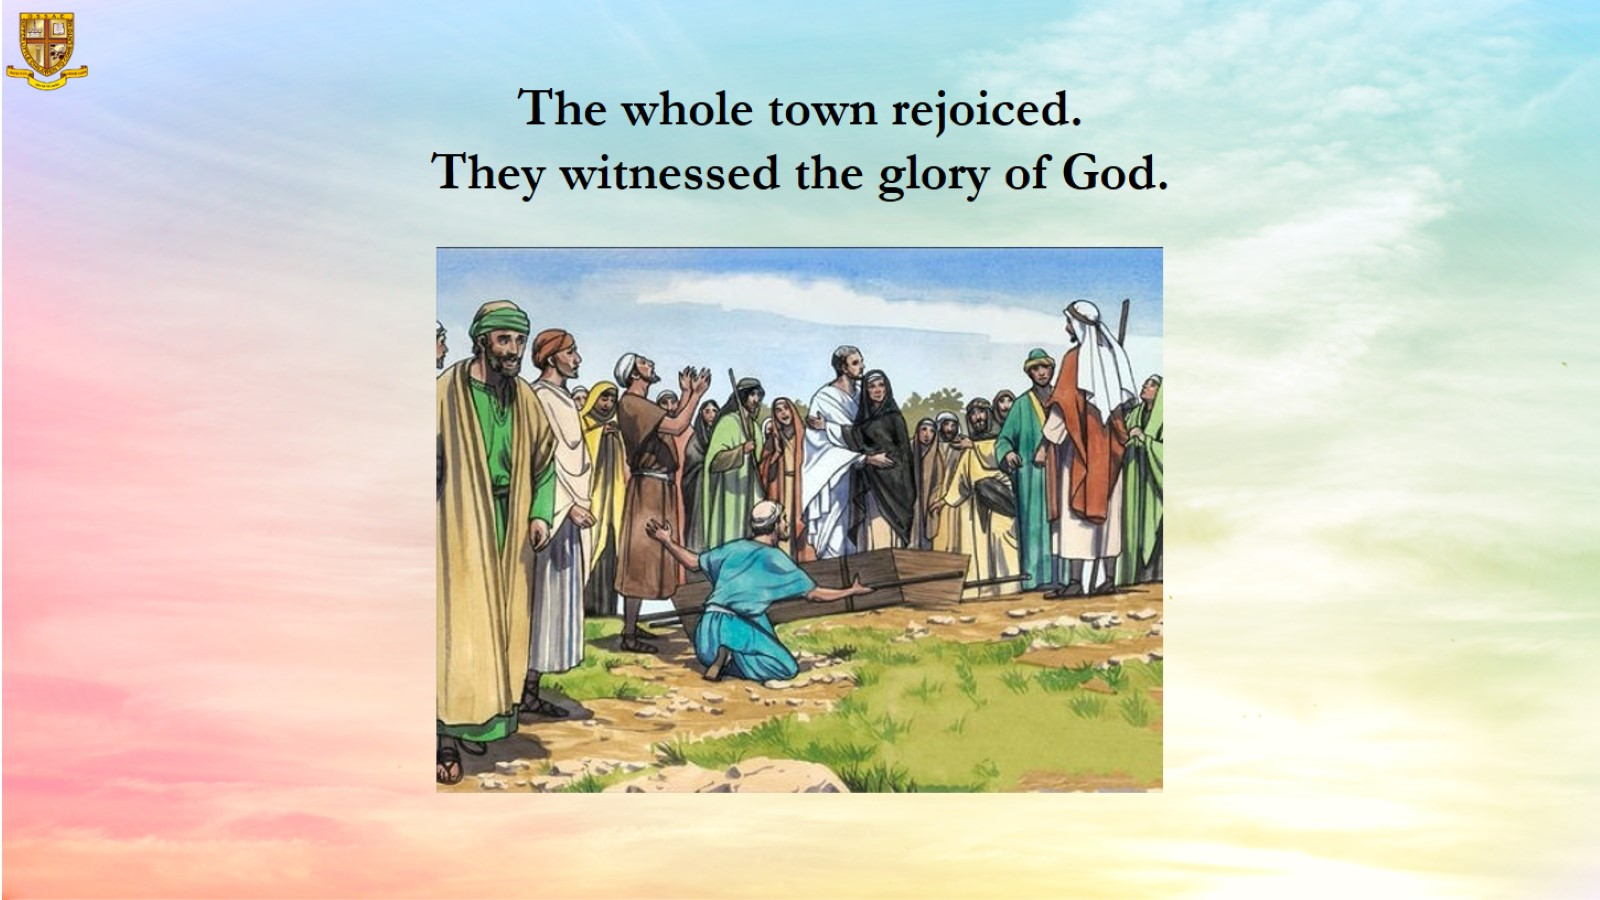 O.S.S.A.E
The whole town rejoiced.
They witnessed the glory of God.